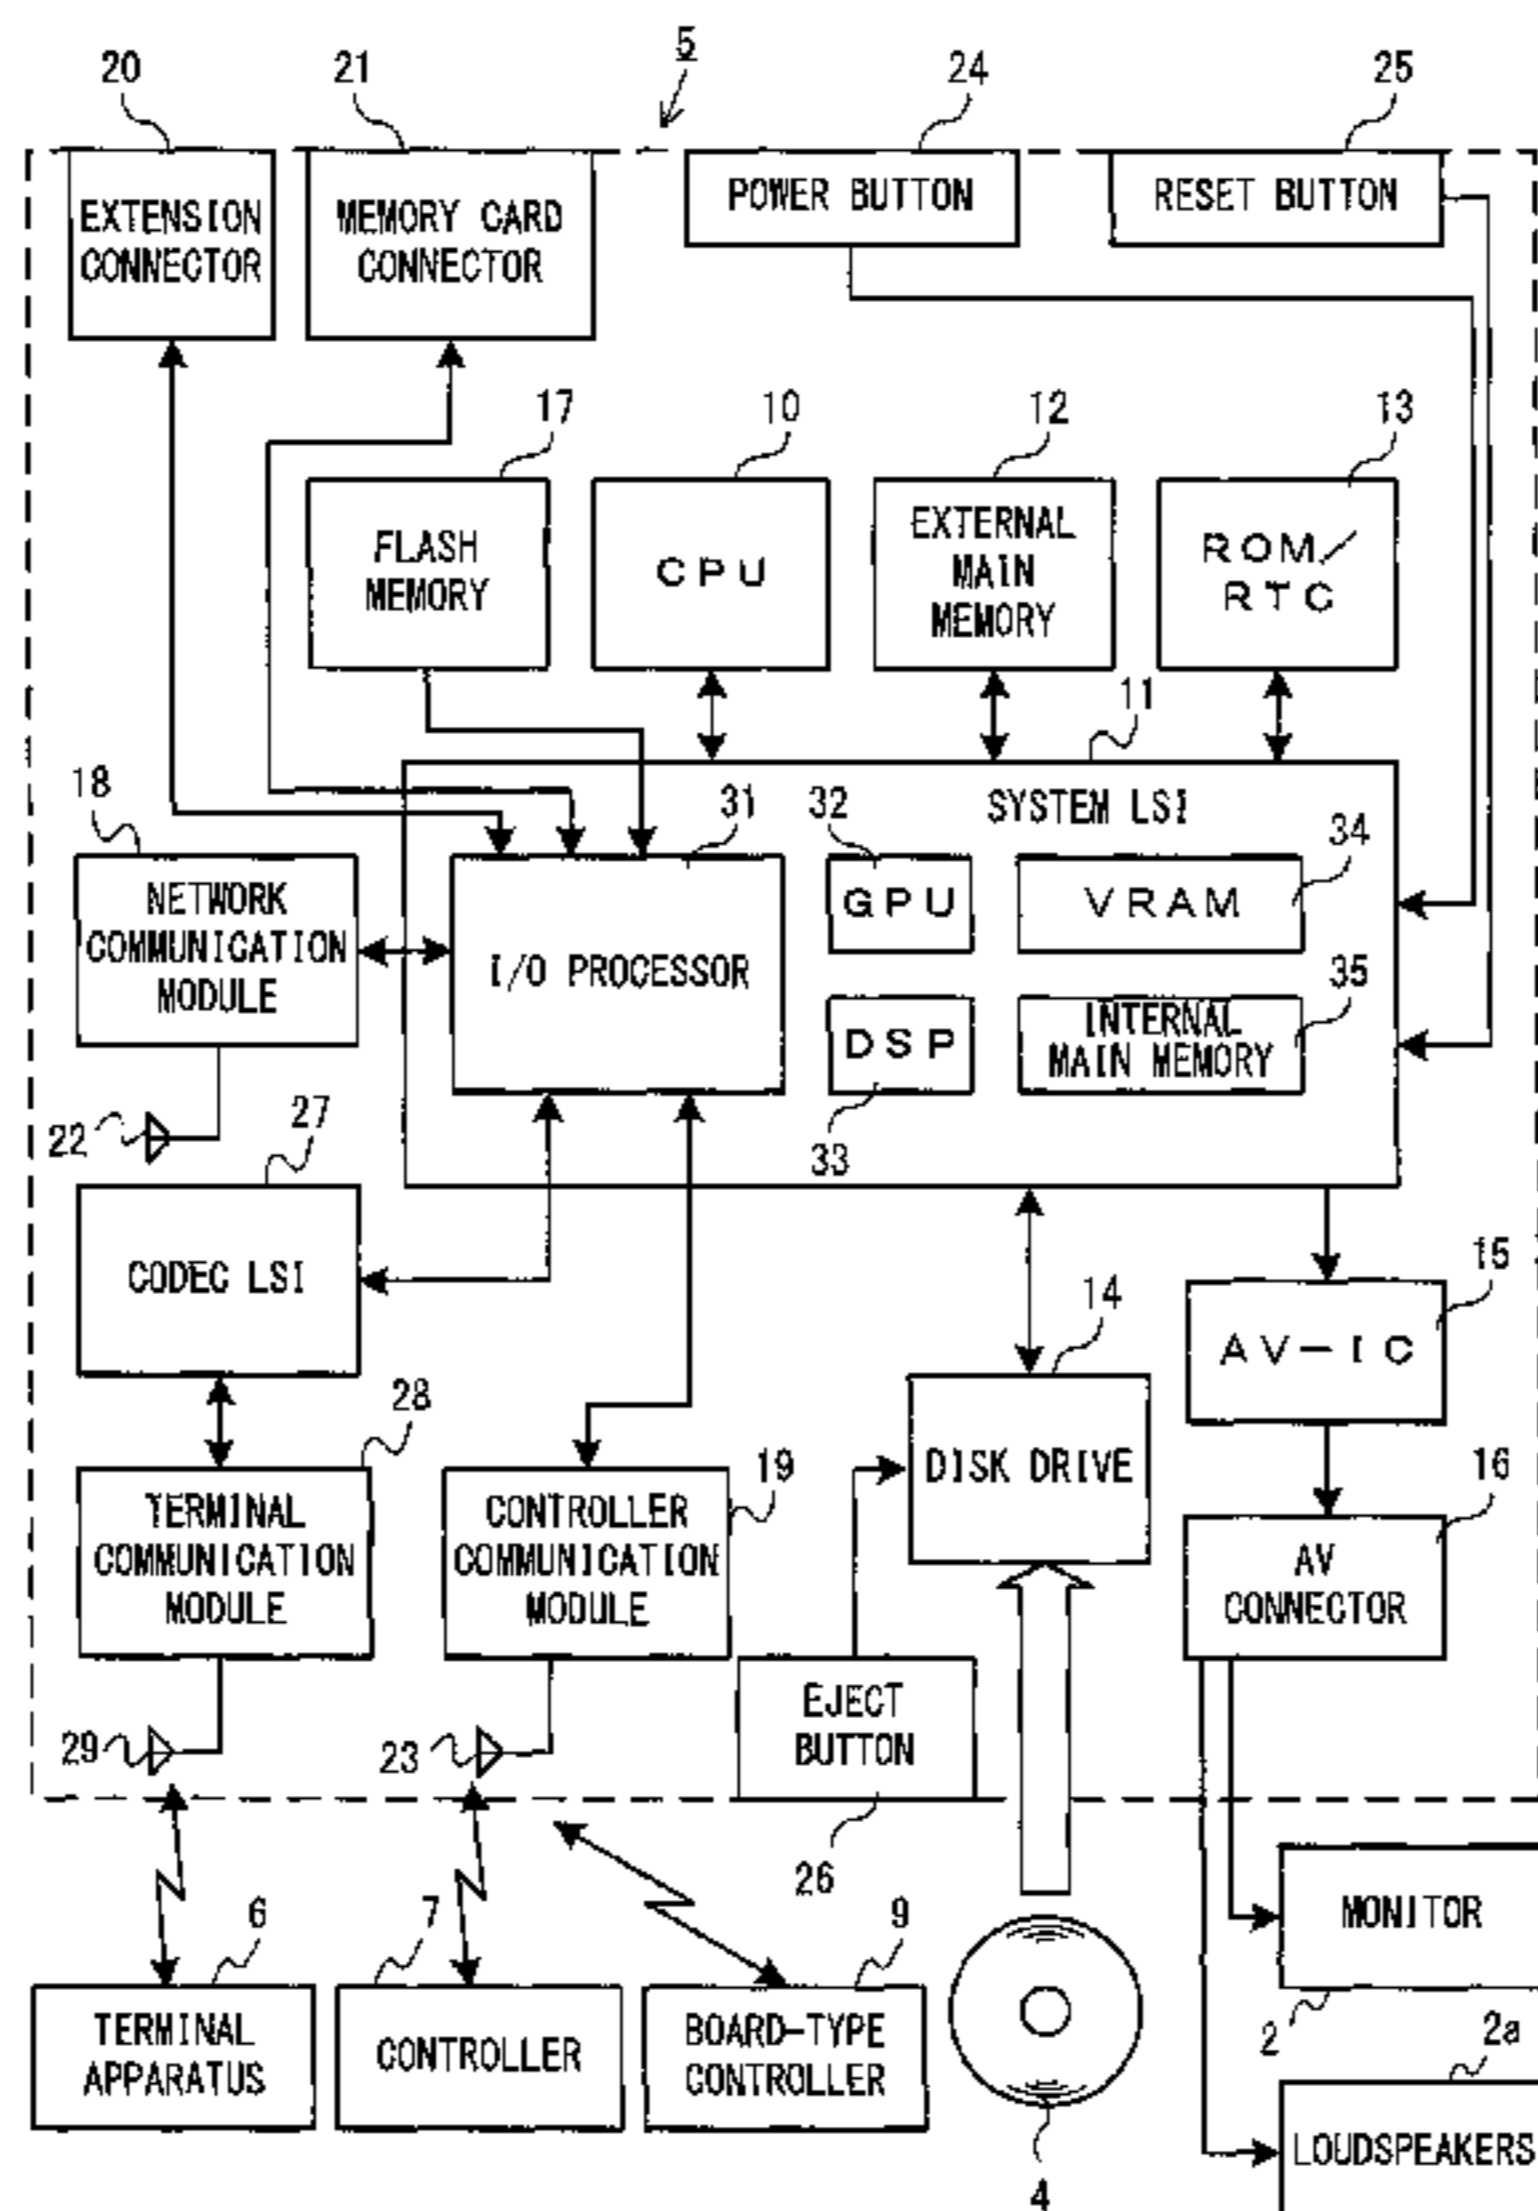 5
20
21
24
25
EXTENSION
CONNECTOR
MEMORY CARD
CONNECTOR
POWER BUTTON
RESET BUTTON
17
10
12
13
FLASH
MEMORY
CPU
EXTERNAL
MAIN
MEMORY
ROM/
RTC
11
18
31
32
SYSTEM LSI
34
NETWORK
COMMUNICATION
MODULE
I/O PROCESSOR
GPU
VRAM
35
DSP
INTERNAL
MAIN MEMORY
22
27
33
CODEC LSI
14
15
AV-IC
28
19
16
TERMINAL
COMMUNICATION
MODULE
CONTROLLER
COMMUNICATION
MODULE
DISK DRIVE
AV
CONNECTOR
29
23
EJECT
BUTTON
26
6
7
9
MONITOR
2
TERMINAL
APPARATUS
CONTROLLER
BOARD-TYPE
CONTROLLER
2a
4
LOUDSPEAKERS